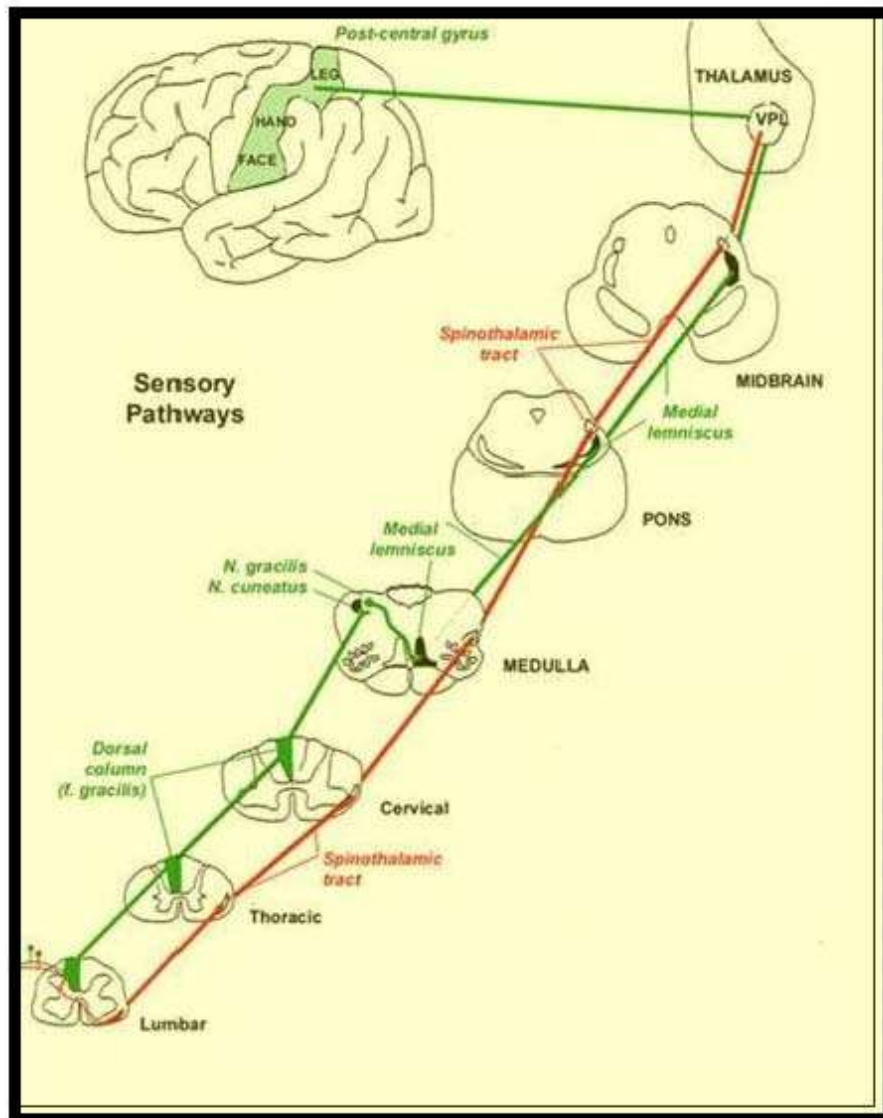 Post-central gyrus
LEG
HAND
FACE
THALAMUS
VPL
Spinothalamic
tract
MIDBRAIN
Sensory
Pathways
Medial
lemniscus
PONS
Medial
lemniscus
N. gracilis
N. cuneatus
MEDULLA
Dorsal
column
(f. gracilis)
Cervical
Spinothalamic
tract
Thoracic
Lumbar